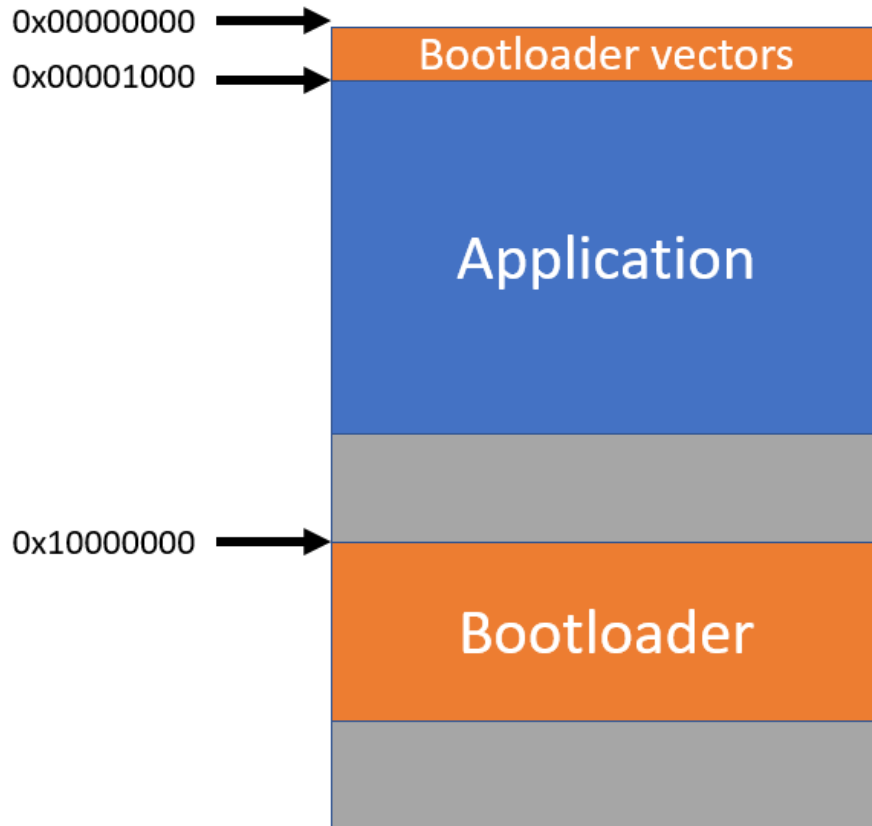 0x00000000
Bootloader vectors
0x00001000
Application
0x10000000
Bootloader